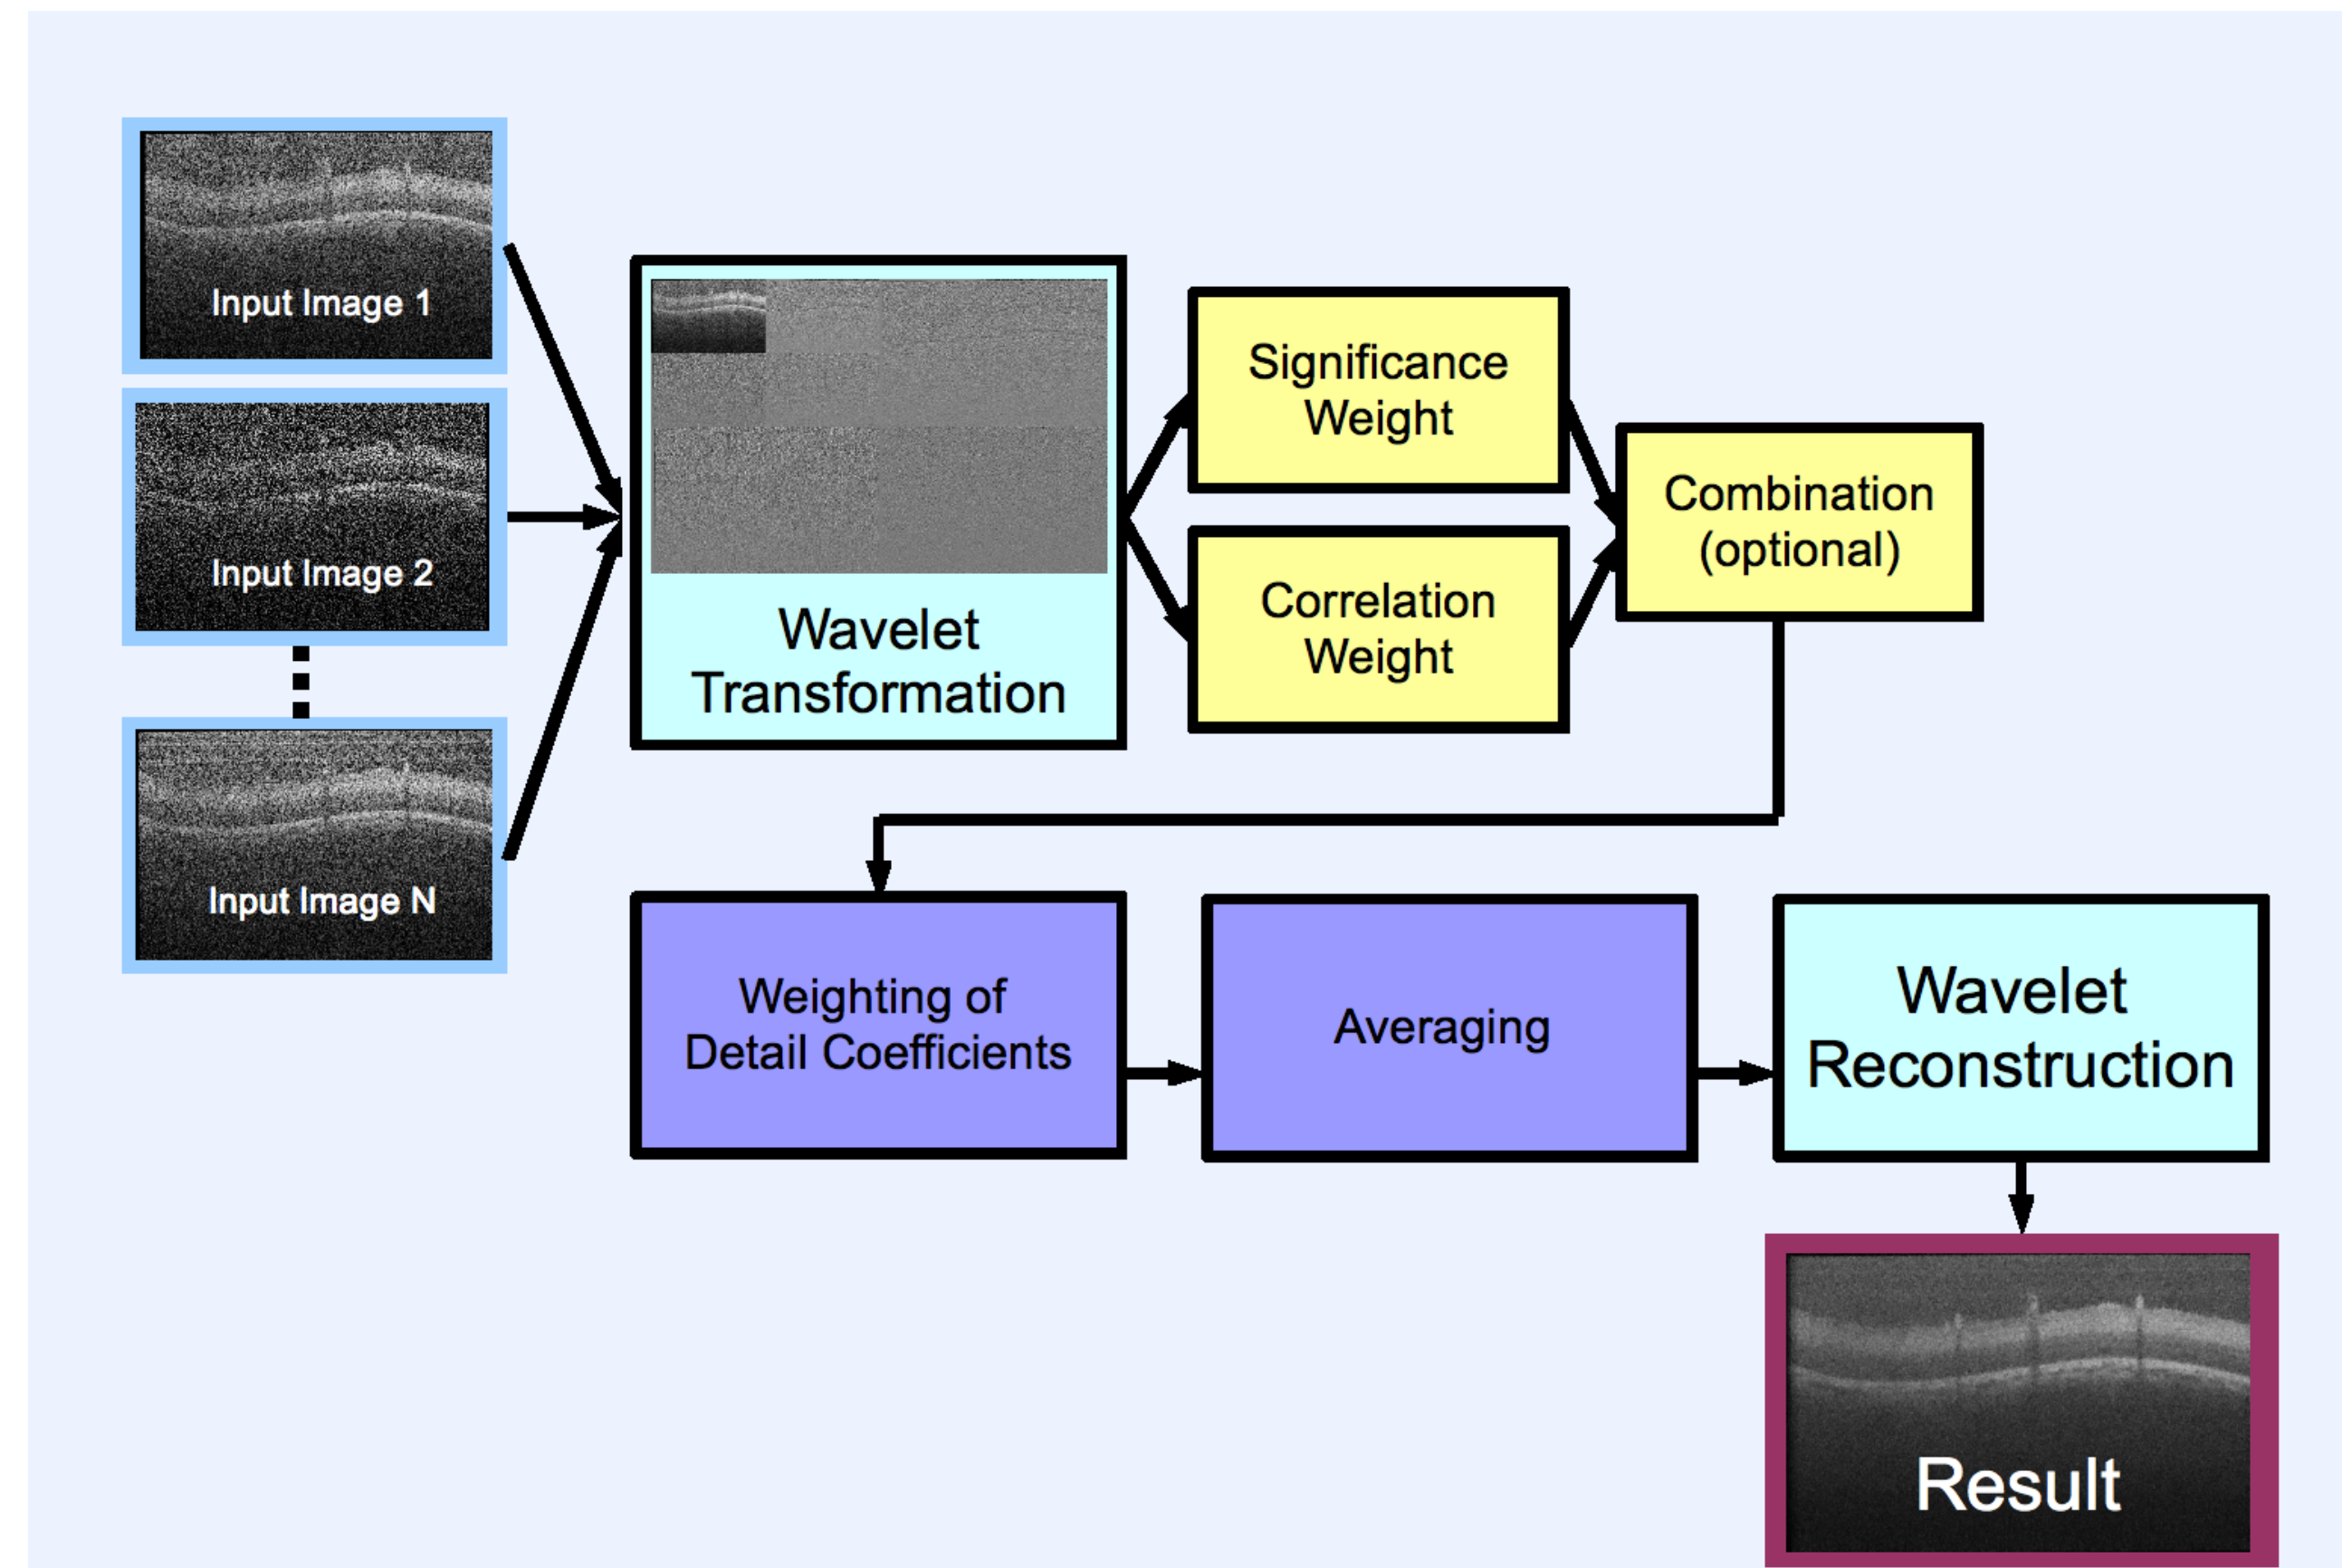 Input Image 1
Input Image 2
Input Image N
Wavelet
Transformation
Significance
Weight
Correlation
Weight
Combination
(optional)
Weighting of
Detail Coefficients
Averaging
Wavelet
Reconstruction
Result